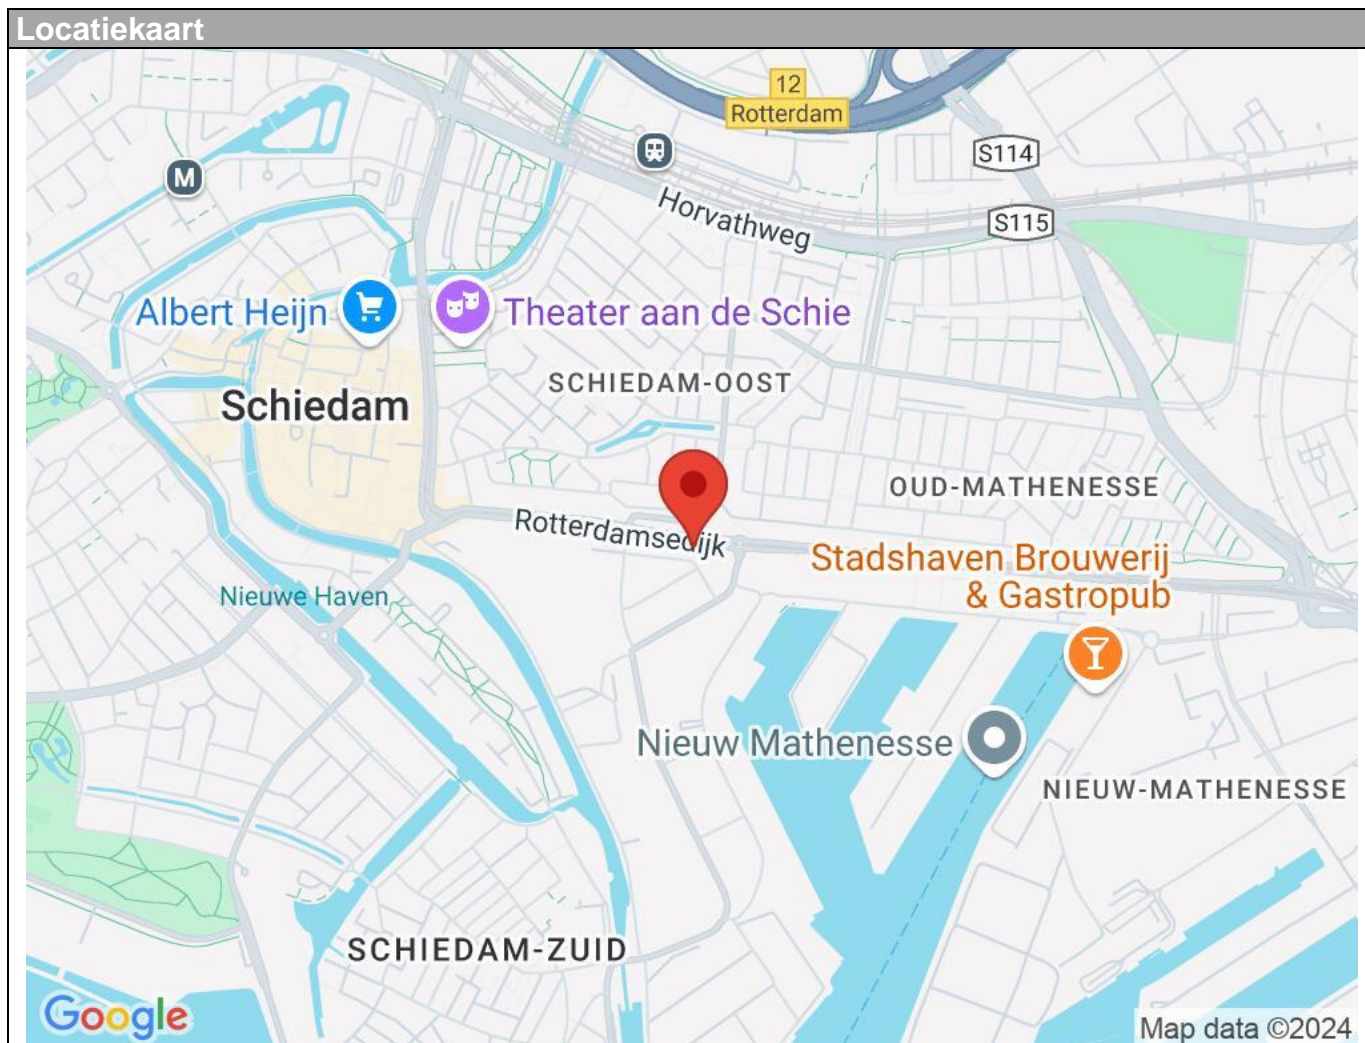 Locatiekaart
12
Rotterdam
S114
M
Horvathweg
S115
Albert Heijn
Theater aan de Schie
SCHIEDAM-OOST
Schiedam
OUD-MATHENESSE
Rotterdamsedijk
Stadshaven Brouwerij
& Gastropub
Nieuwe Haven
Nieuw Mathenesse
NIEUW-MATHENESSE
SCHIEDAM-ZUID
Google
Map data ©2024